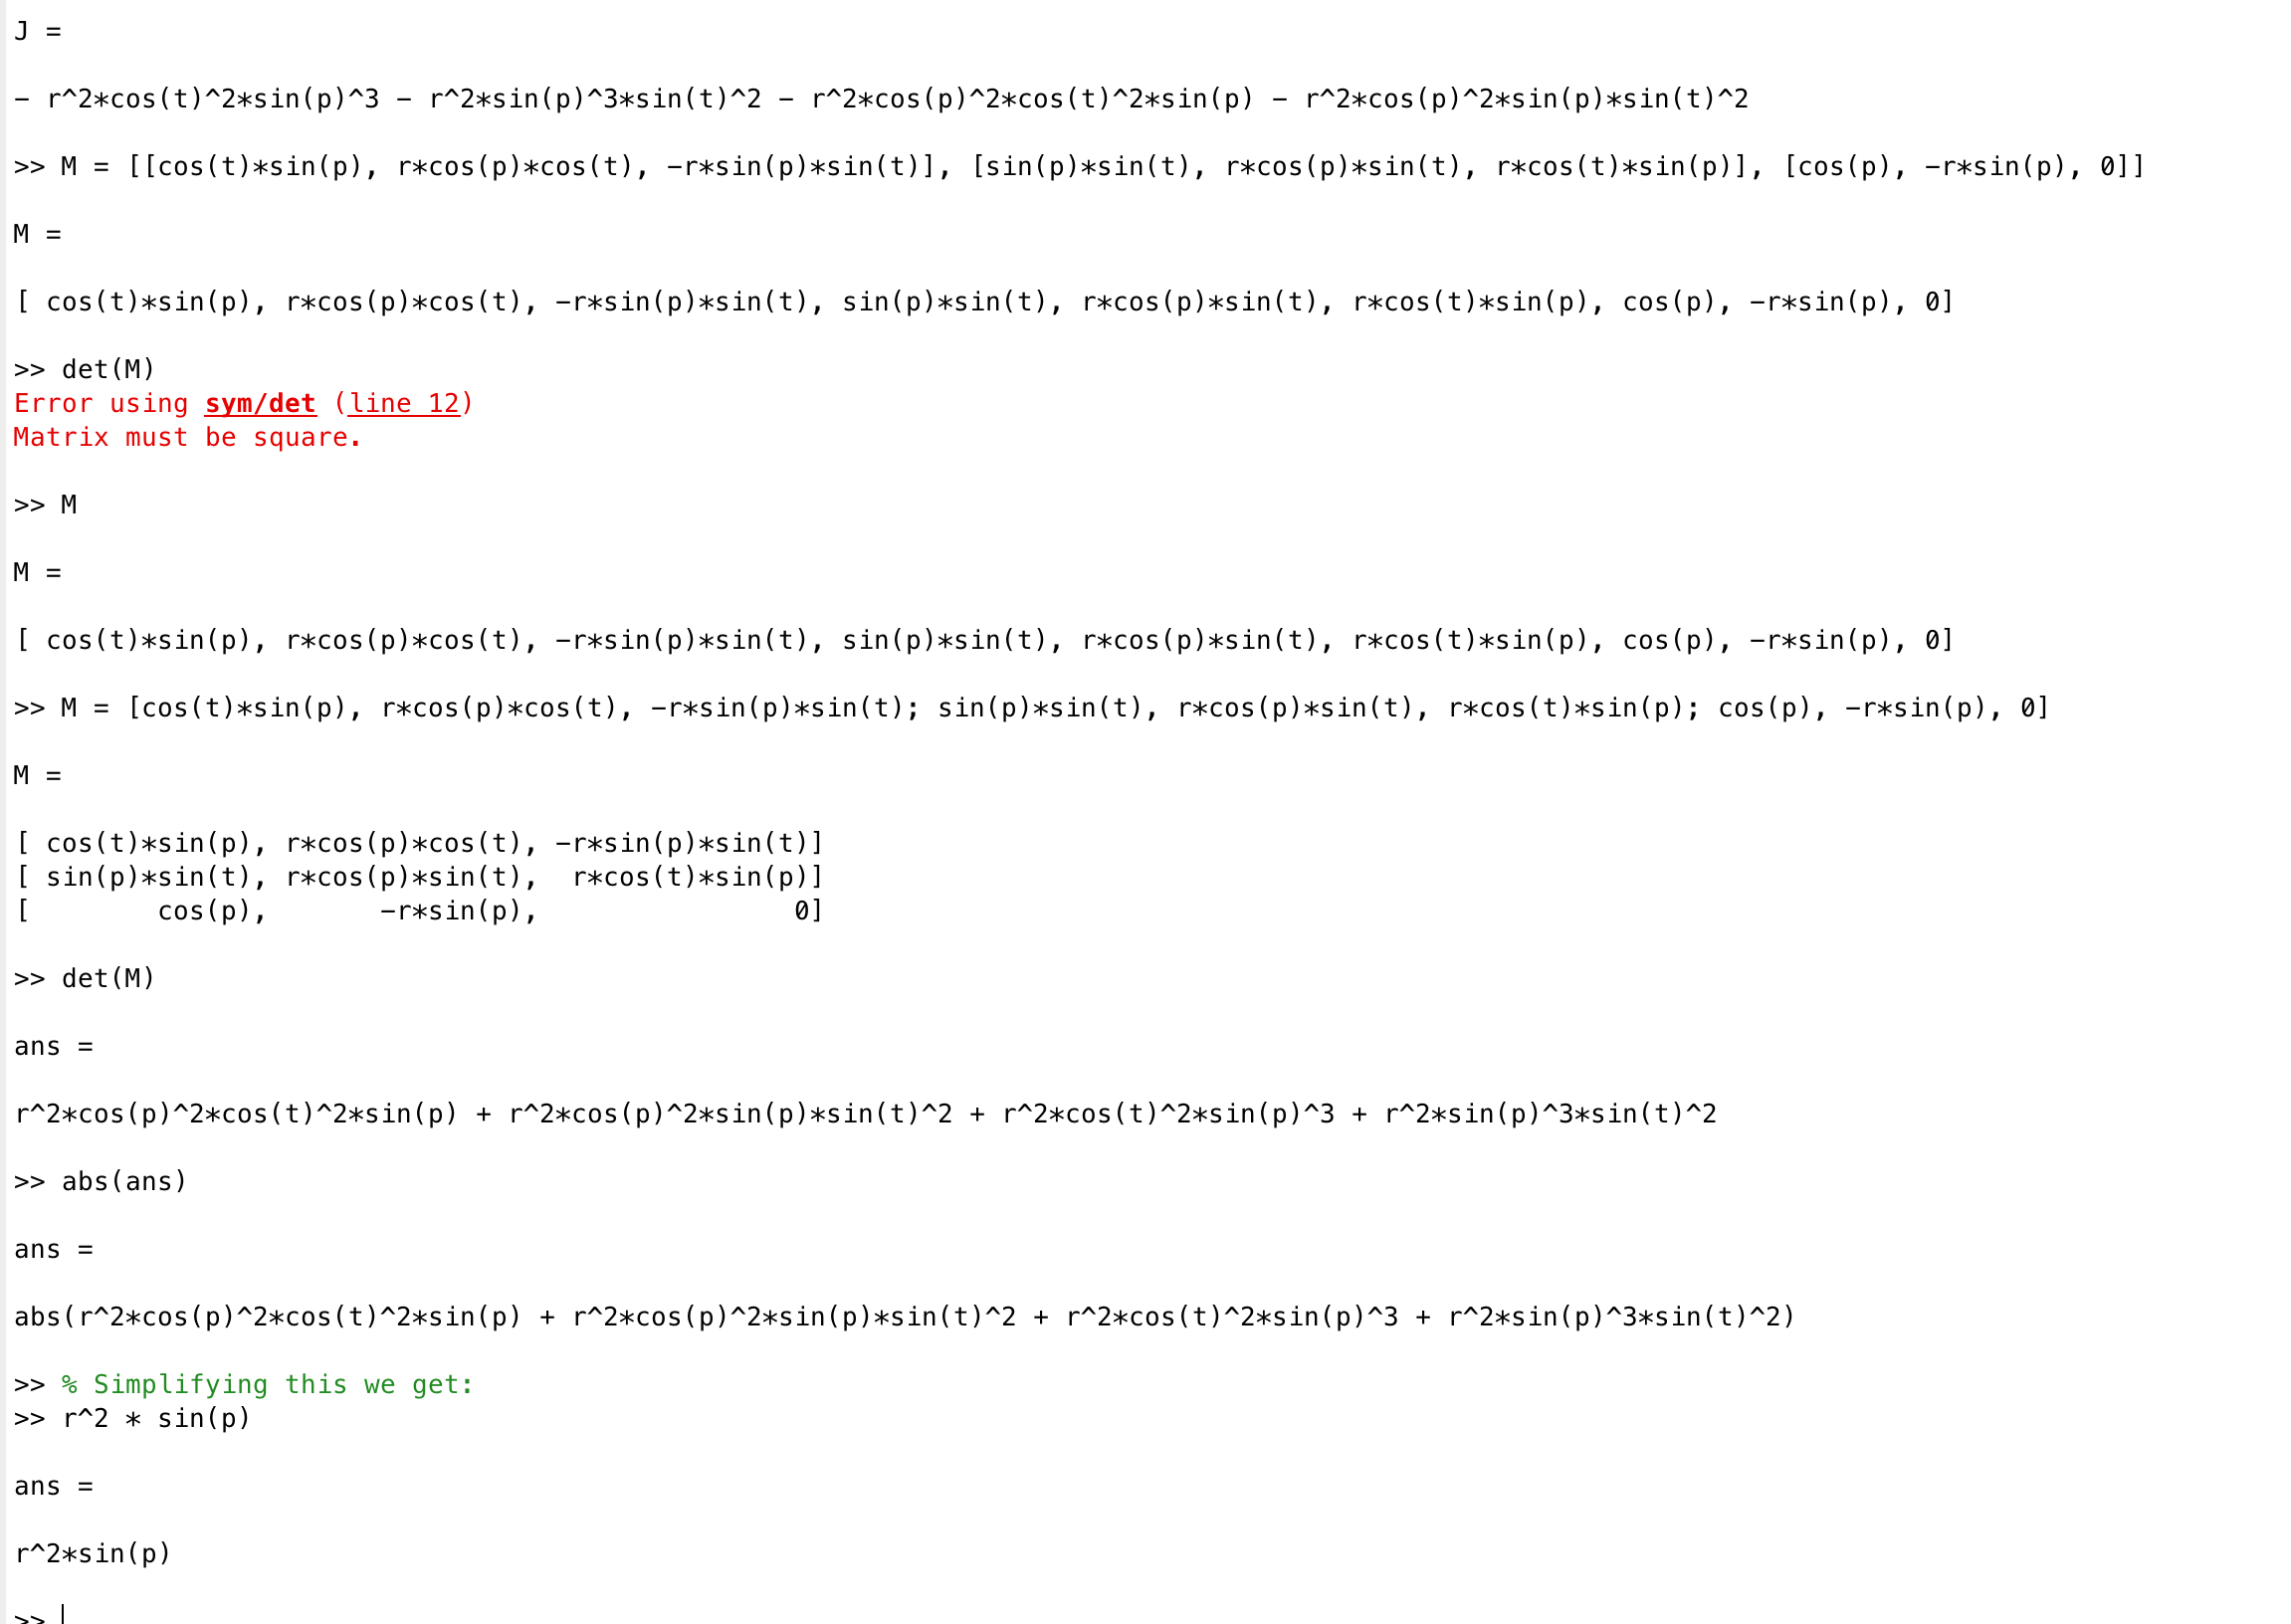 J =
- r^2*cos(t)^2*sin(p)^3 - r^2*sin(p)^3*sin(t)^2 - r^2*cos(p)^2*cos(t)^2*sin(p) - r^2*cos(p)^2*sin(p)*sin(t)^2
>> M = [[cos(t)*sin(p), r*cos(p)*cos(t), -r*sin(p)*sin(t)], [sin(p)*sin(t), r*cos(p)*sin(t), r*cos(t)*sin(p)], [cos(p), -r*sin(p), 0]]
M =
[ cos(t)*sin(p), r*cos(p)*cos(t), -r*sin(p)*sin(t), sin(p)*sin(t), r*cos(p)*sin(t), r*cos(t)*sin(p), cos(p), -r*sin(p), 0]
>> det(M)
Error using sym/det (line 12)
Matrix must be square.
>> M
M =
[ cos(t)*sin(p), r*cos(p)*cos(t), -r*sin(p)*sin(t), sin(p)*sin(t), r*cos(p)*sin(t), r*cos(t)*sin(p), cos(p), -r*sin(p), 0]
>> M = [cos(t)*sin(p), r*cos(p)*cos(t), -r*sin(p)*sin(t); sin(p)*sin(t), r*cos(p)*sin(t), r*cos(t)*sin(p); cos(p), -r*sin(p), 0]
M =
[ cos(t)*sin(p), r*cos(p)*cos(t), -r*sin(p)*sin(t)]
[ sin(p)*sin(t), r*cos(p)*sin(t),  r*cos(t)*sin(p)]
[        cos(p),       -r*sin(p),                0]
>> det(M)
ans =
r^2*cos(p)^2*cos(t)^2*sin(p) + r^2*cos(p)^2*sin(p)*sin(t)^2 + r^2*cos(t)^2*sin(p)^3 + r^2*sin(p)^3*sin(t)^2
>> abs(ans)
ans =
abs(r^2*cos(p)^2*cos(t)^2*sin(p) + r^2*cos(p)^2*sin(p)*sin(t)^2 + r^2*cos(t)^2*sin(p)^3 + r^2*sin(p)^3*sin(t)^2)
>> % Simplifying this we get:
>> r^2 * sin(p)
ans =
r^2*sin(p)
>>